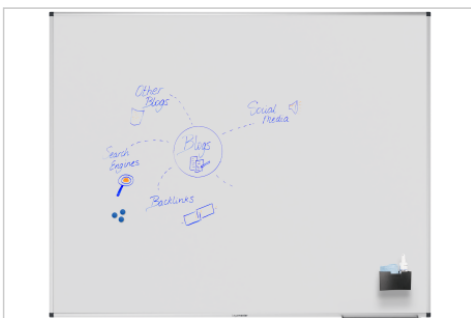 Other
Blogs
Social
Media
Blogs
Search
Engines
Backlinks